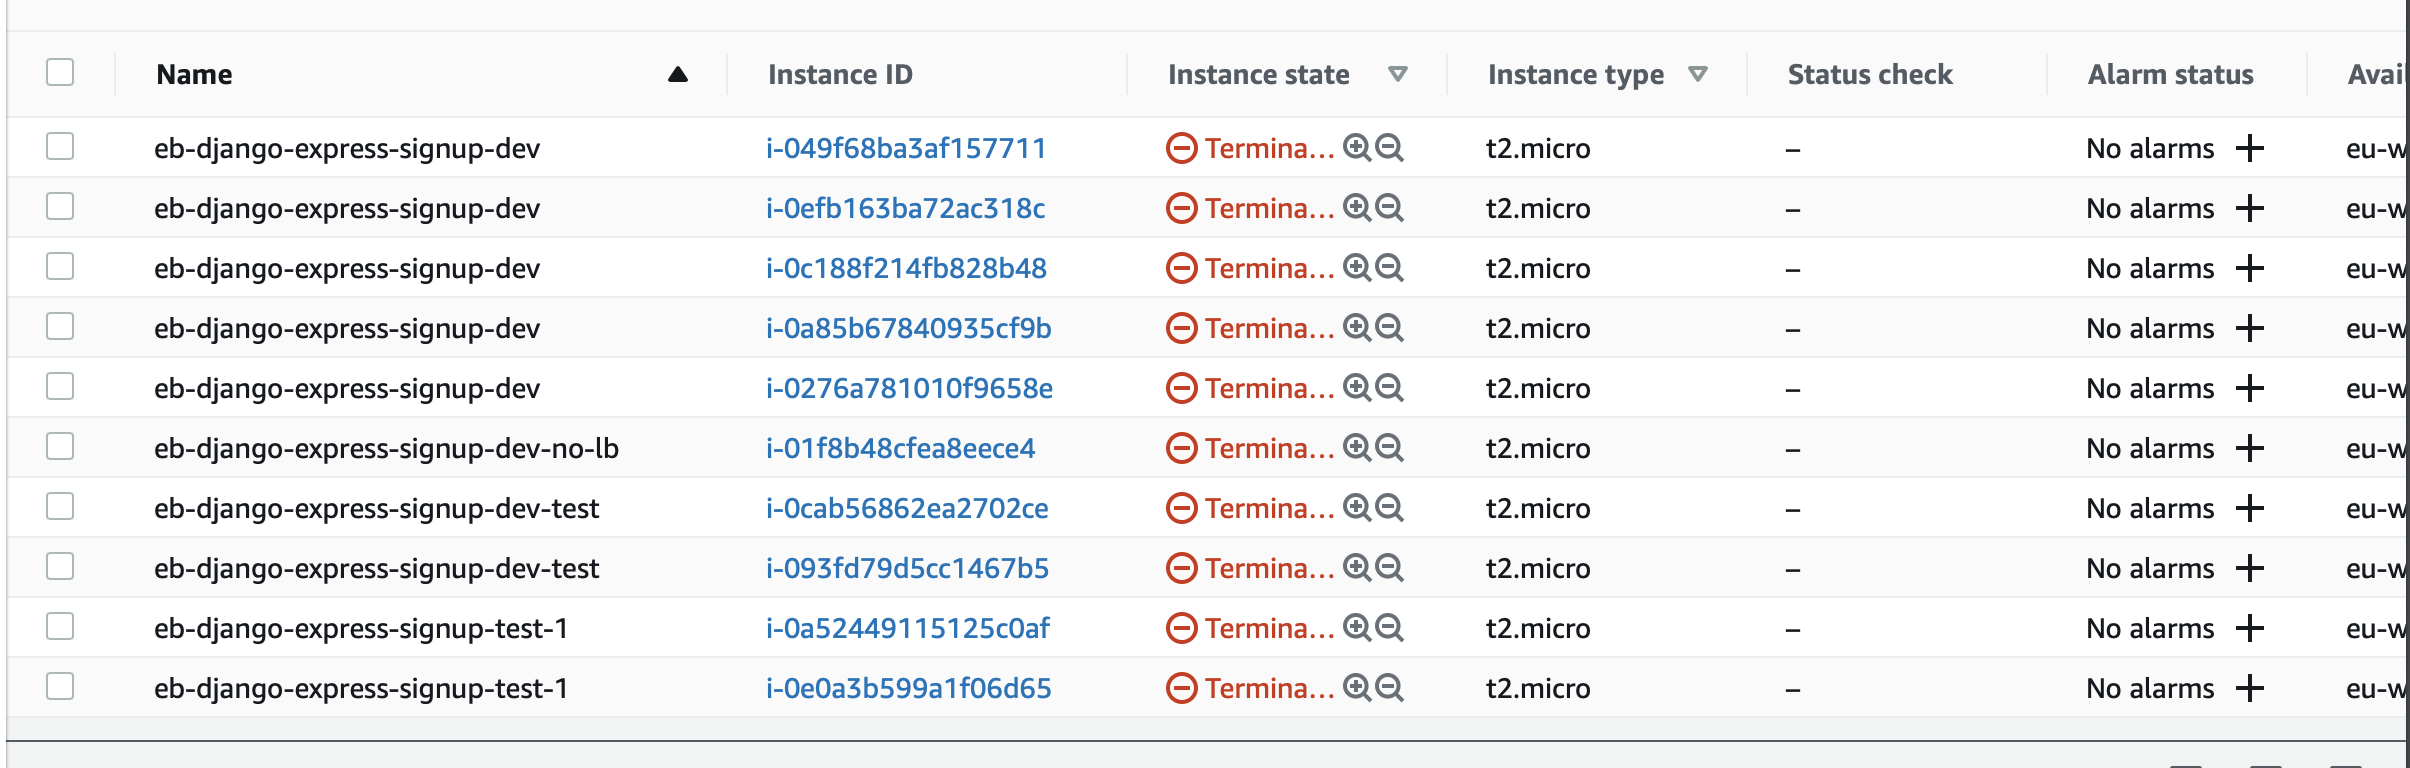 Name Instance ID Instance state Instance type Status check Alarm status Avai
eb-django-express-signup-dev i-049f68ba3af157711 Termina... t2.micro – No alarms + eu-w
eb-django-express-signup-dev i-0efb163ba72ac318c Termina... t2.micro – No alarms + eu-w
eb-django-express-signup-dev i-0c188f214fb828b48 Termina... t2.micro – No alarms + eu-w
eb-django-express-signup-dev i-0a85b67840935cf9b Termina... t2.micro – No alarms + eu-w
eb-django-express-signup-dev i-0276a781010f9658e Termina... t2.micro – No alarms + eu-w
eb-django-express-signup-dev-no-lb i-01f8b48cfea8eece4 Termina... t2.micro – No alarms + eu-w
eb-django-express-signup-dev-test i-0cab56862ea2702ce Termina... t2.micro – No alarms + eu-w
eb-django-express-signup-dev-test i-093fd79d5cc1467b5 Termina... t2.micro – No alarms + eu-w
eb-django-express-signup-test-1 i-0a52449115125c0af Termina... t2.micro – No alarms + eu-w
eb-django-express-signup-test-1 i-0e0a3b599a1f06d65 Termina... t2.micro – No alarms + eu-w